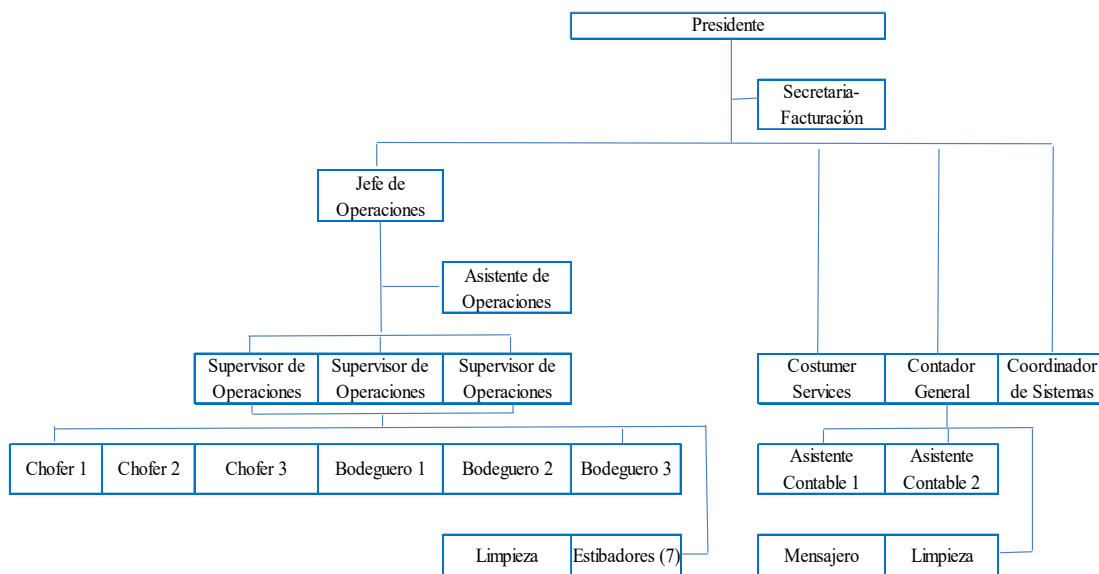 Presidente
Secretaria-
Facturación
Jefe de
Operaciones
Asistente de
Operaciones
Supervisor de
Operaciones
Supervisor de
Operaciones
Supervisor de
Operaciones
Costumer
Services
Contador
General
Coordinador
de Sistemas
Chofer 1
Chofer 2
Chofer 3
Bodeguero 1
Bodeguero 2
Bodeguero 3
Asistente
Contable 1
Asistente
Contable 2
Limpieza
Estibadores (7)
Mensajero
Limpieza